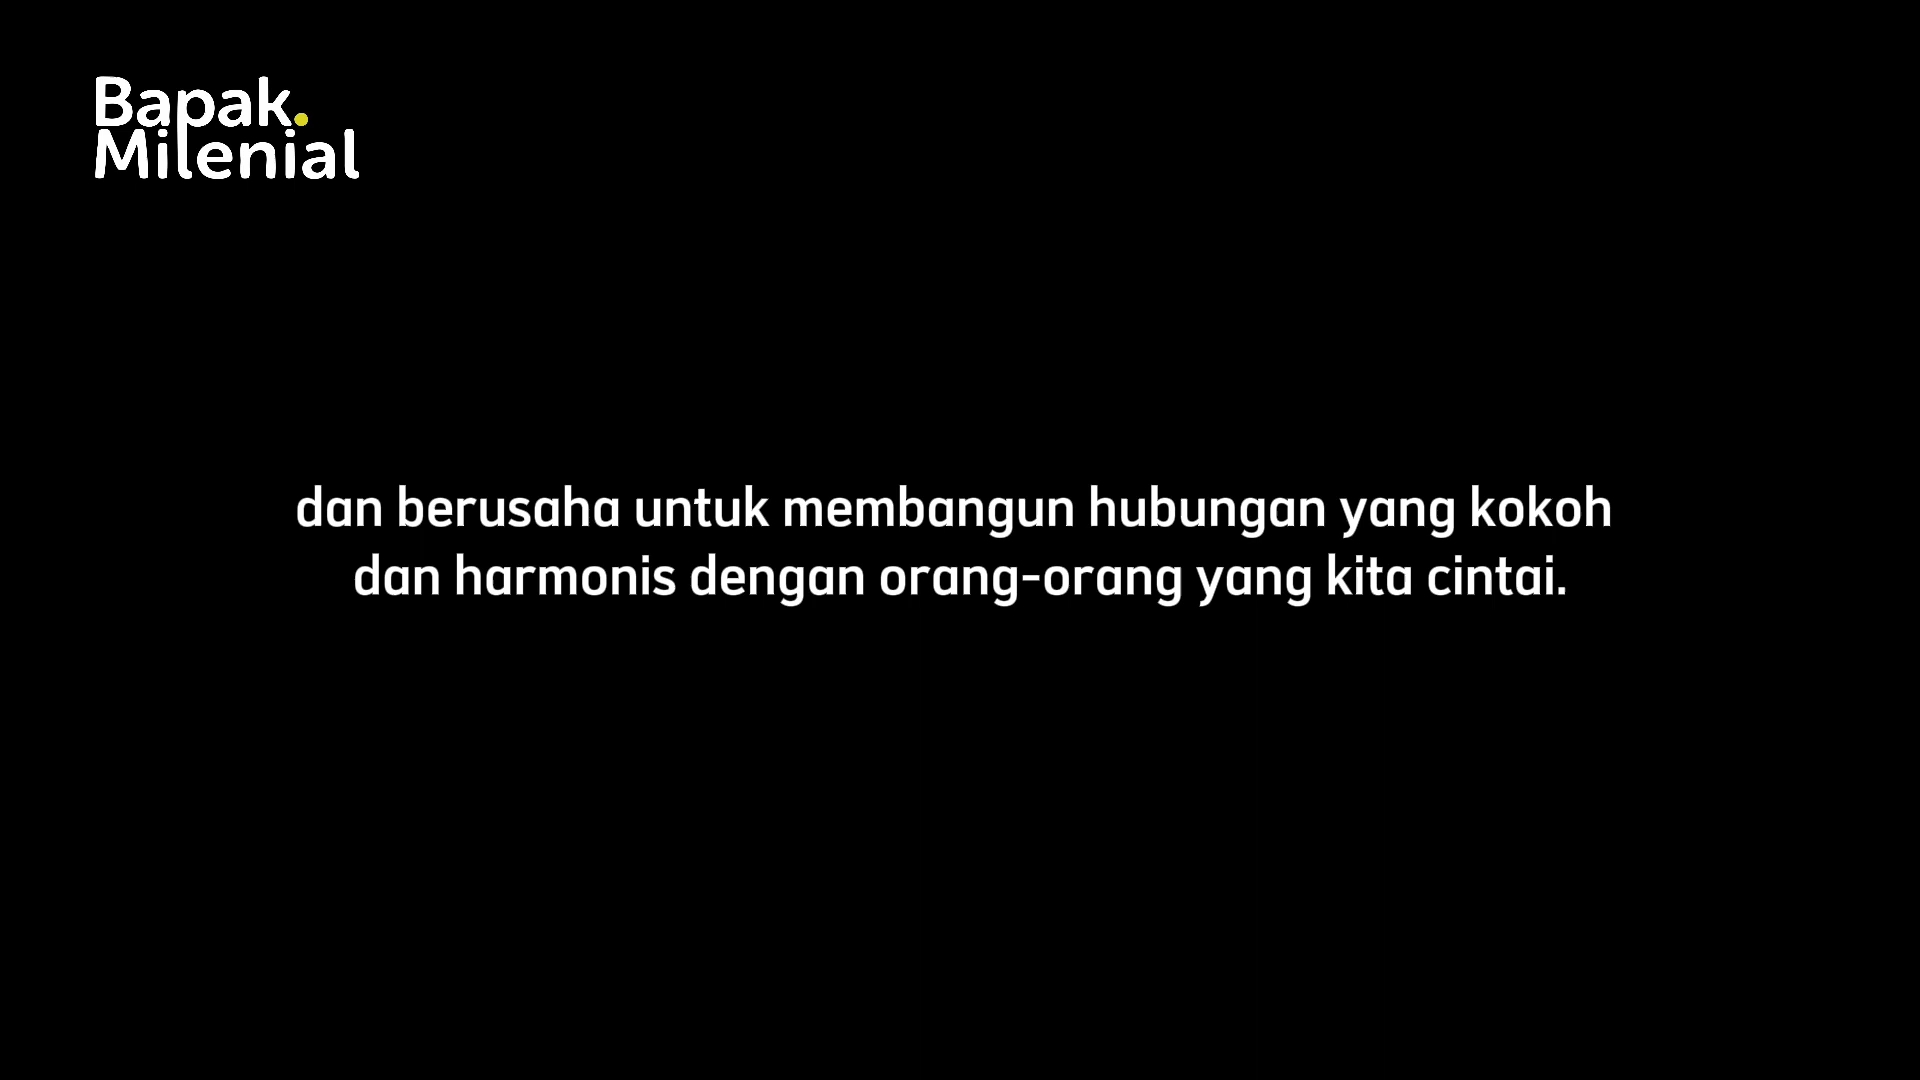 Bapak.
Milenial
dan berusaha untuk membangun hubungan yang kokoh
dan harmonis dengan orang-orang yang kita cintai.